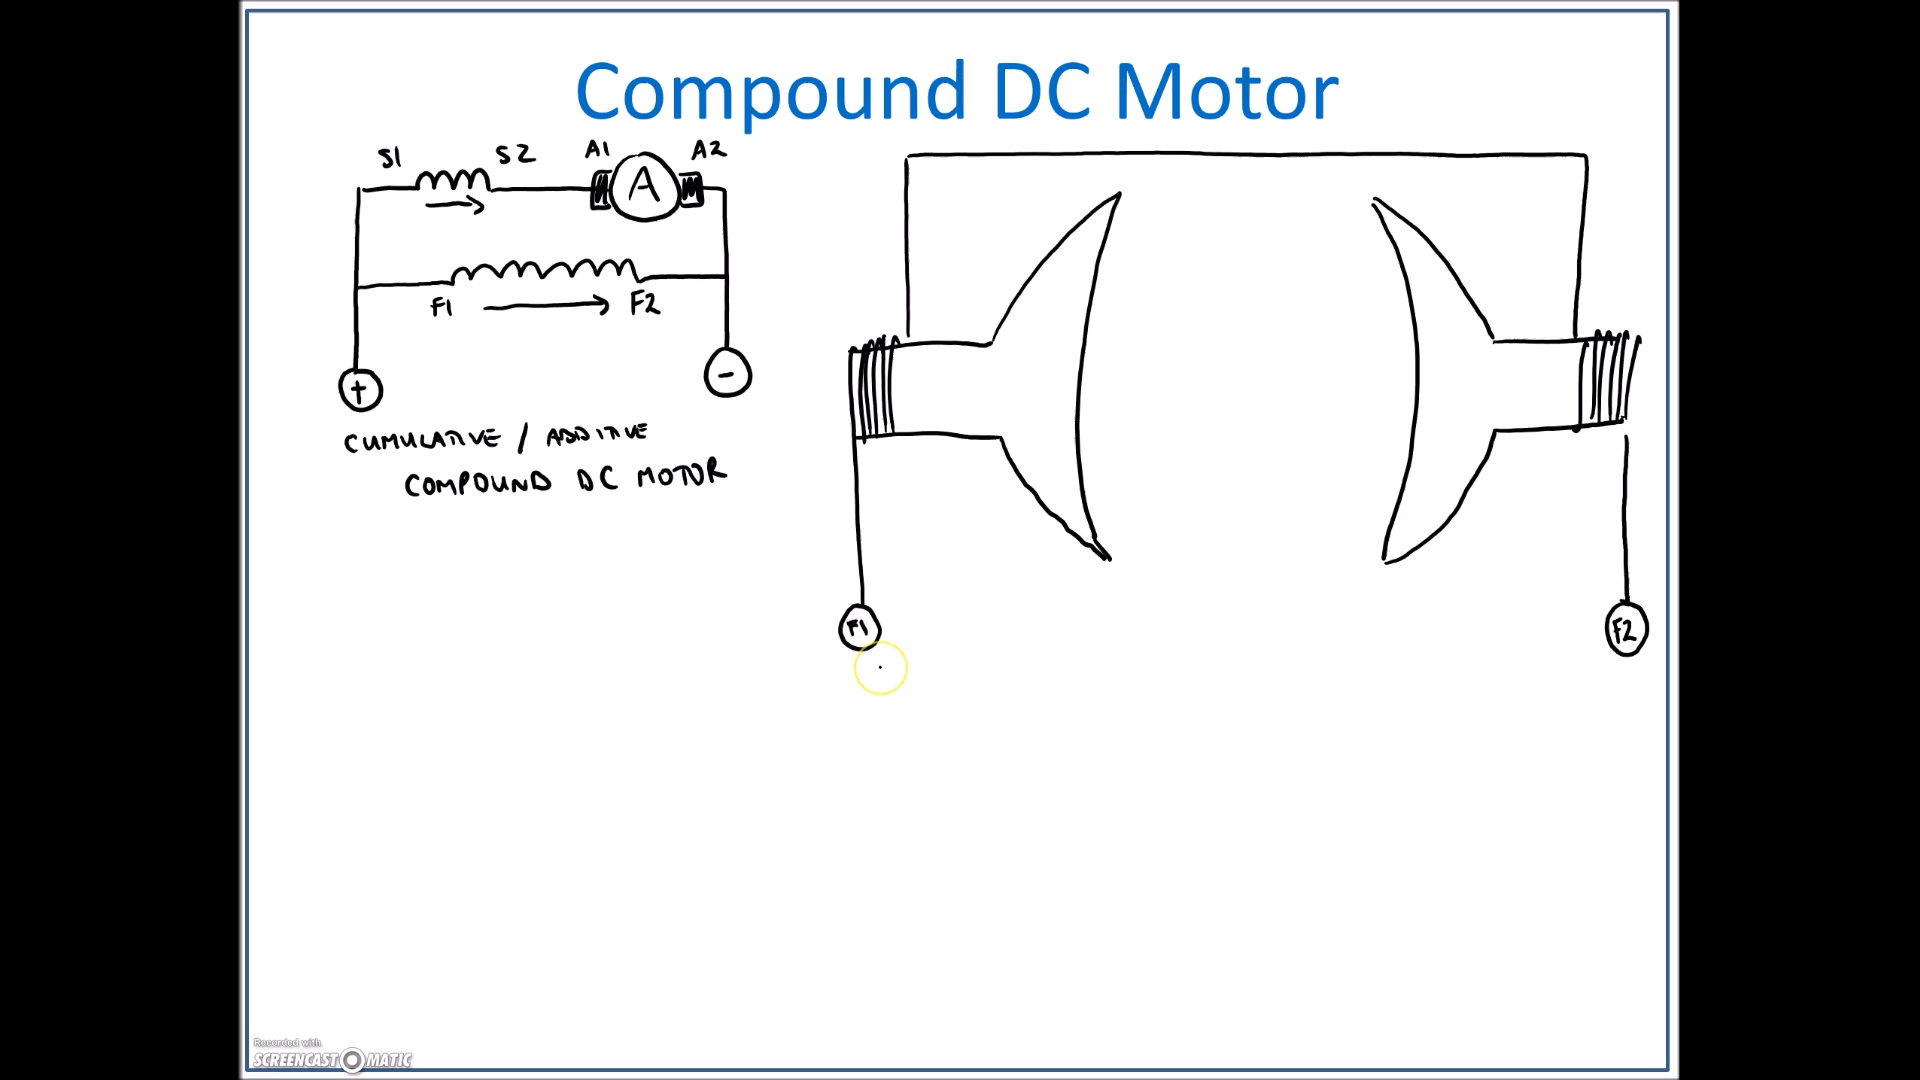 Compound DC Motor
S1 S2 A1 A2
A
F1 F2
+ -
CUMULATIVE / ADDITIVE
COMPOUND DC MOTOR
F1 F2
Recorded with
SCREENCAST-O-MATIC